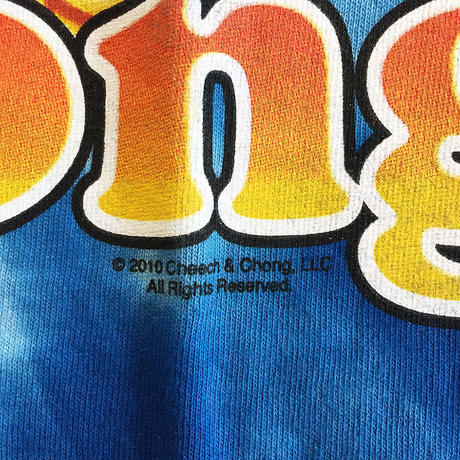 ong
© 2010 Cheech & Chong, LLC
All Rights Reserved.